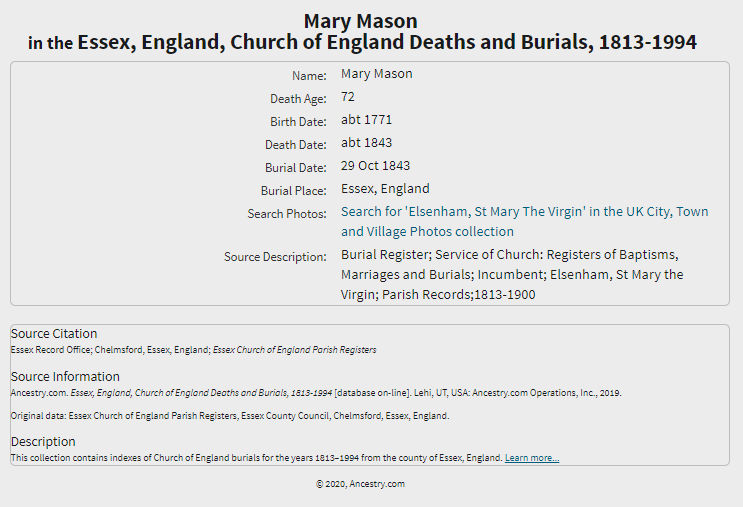 Mary Mason
in the Essex, England, Church of England Deaths and Burials, 1813-1994
Name: Mary Mason
Death Age: 72
Birth Date: abt 1771
Death Date: abt 1843
Burial Date: 29 Oct 1843
Burial Place: Essex, England
Search Photos: Search for 'Elsenham, St Mary The Virgin' in the UK City, Town
and Village Photos collection
Source Description: Burial Register; Service of Church: Registers of Baptisms,
Marriages and Burials; Incumbent; Elsenham, St Mary the
Virgin; Parish Records;1813-1900
Source Citation
Essex Record Office; Chelmsford, Essex, England; Essex Church of England Parish Registers
Source Information
Ancestry.com. Essex, England, Church of England Deaths and Burials, 1813-1994 [database on-line]. Lehi, UT, USA: Ancestry.com Operations, Inc., 2019.
Original data: Essex Church of England Parish Registers, Essex County Council, Chelmsford, Essex, England.
Description
This collection contains indexes of Church of England burials for the years 1813–1994 from the county of Essex, England. Learn more...
© 2020, Ancestry.com